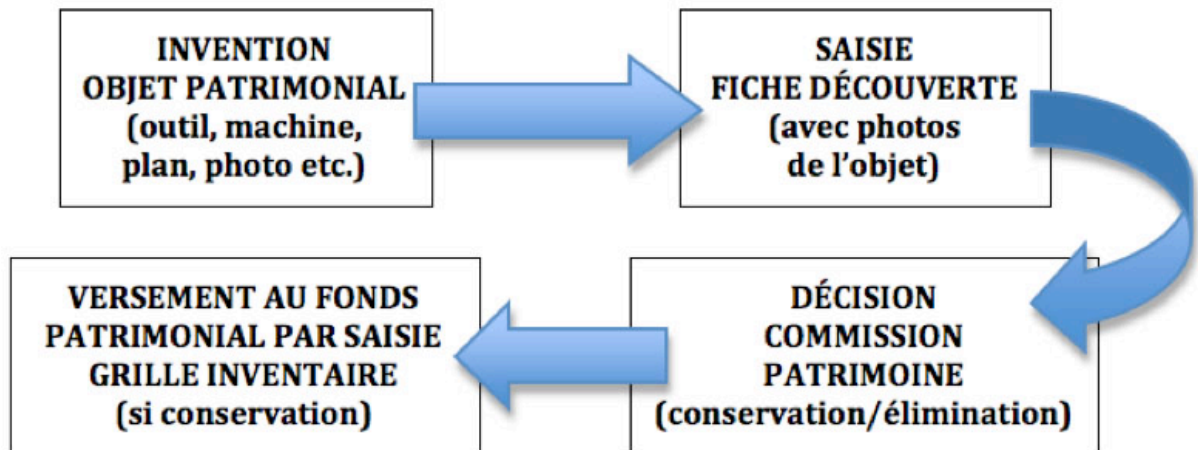 INVENTION
OBJET PATRIMONIAL
(outil, machine,
plan, photo etc.)
SAISIE
FICHE DÉCOUVERTE
(avec photos
de l'objet)
DÉCISION
COMMISSION
PATRIMOINE
(conservation/élimination)
VERSEMENT AU FONDS
PATRIMONIAL PAR SAISIE
GRILLE INVENTAIRE
(si conservation)